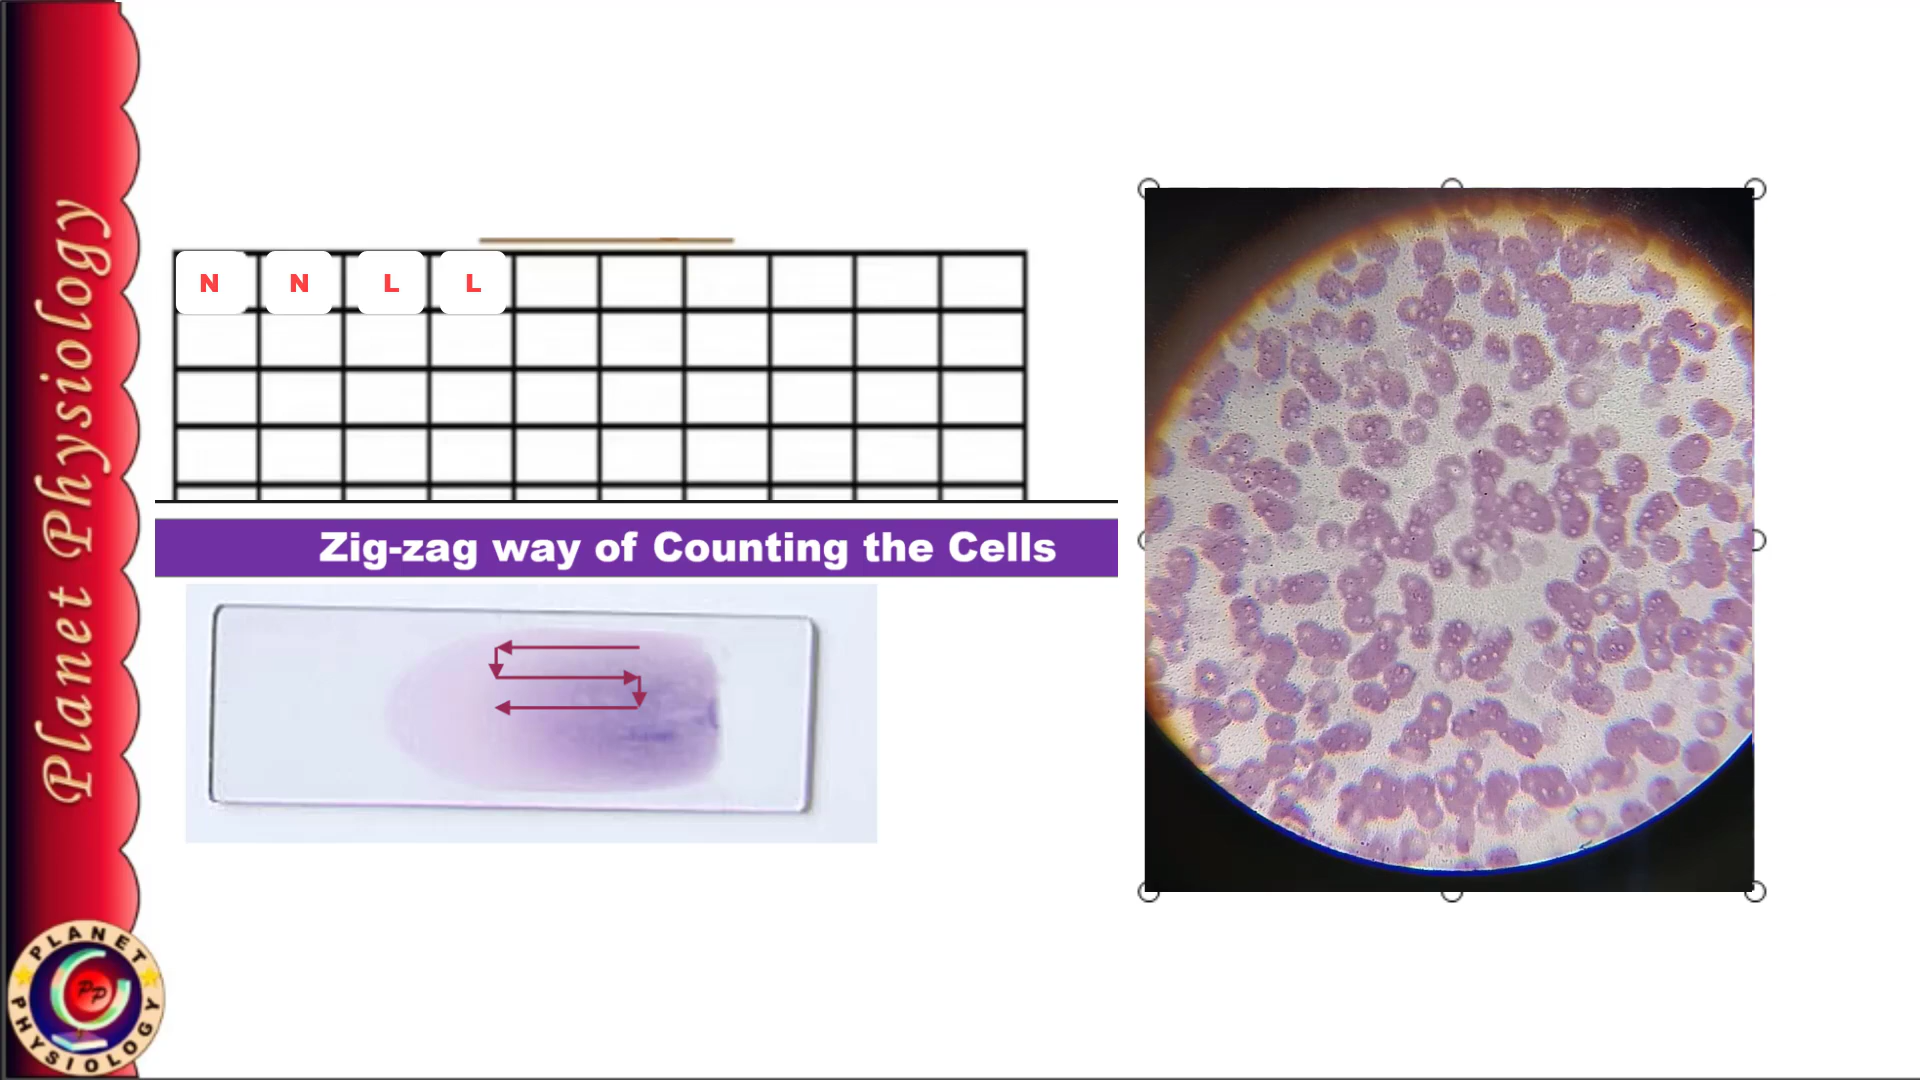 Planet Physiology
N N L L
Zig-zag way of Counting the Cells
PLANET
PP
PHYSIOLOGY